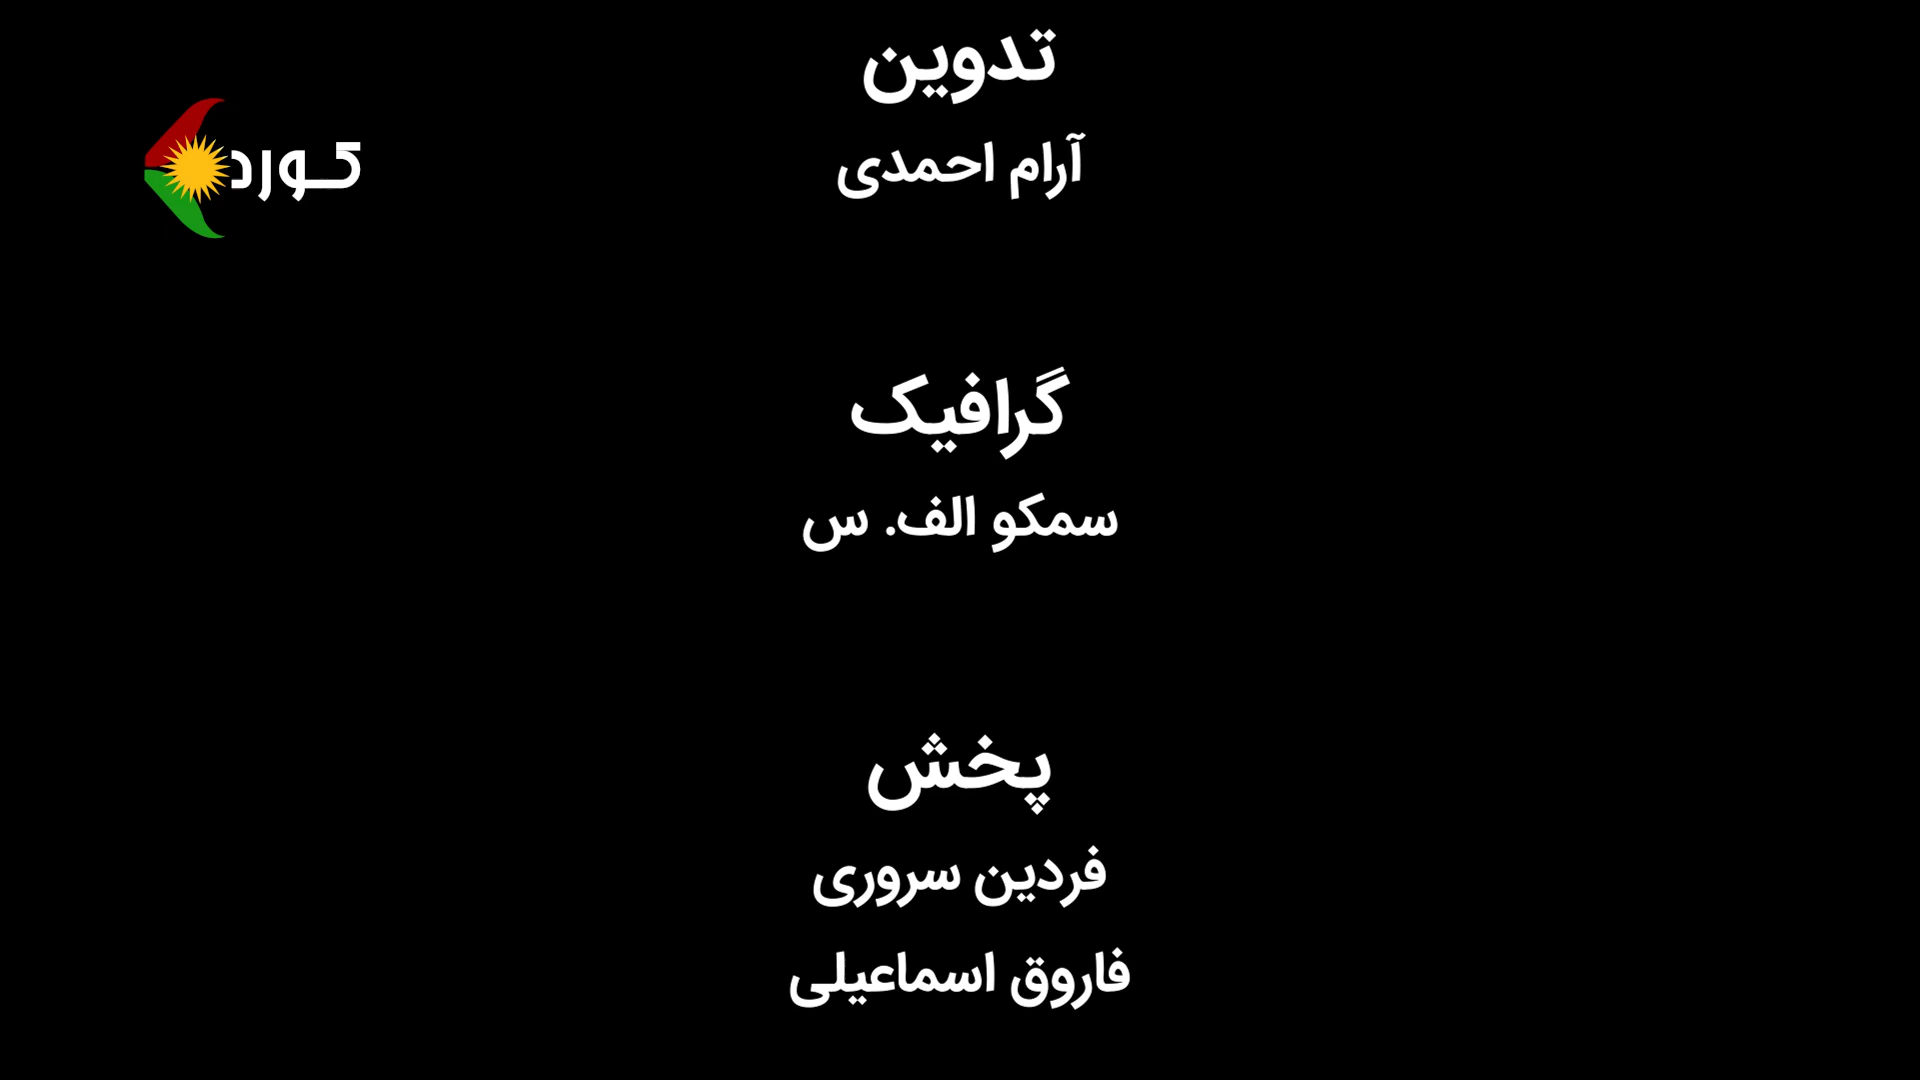 تدوین
آرام احمدی
کورد
گرافیک
سمکو الف. س
پخش
فردین سروری
فاروق اسماعیلی